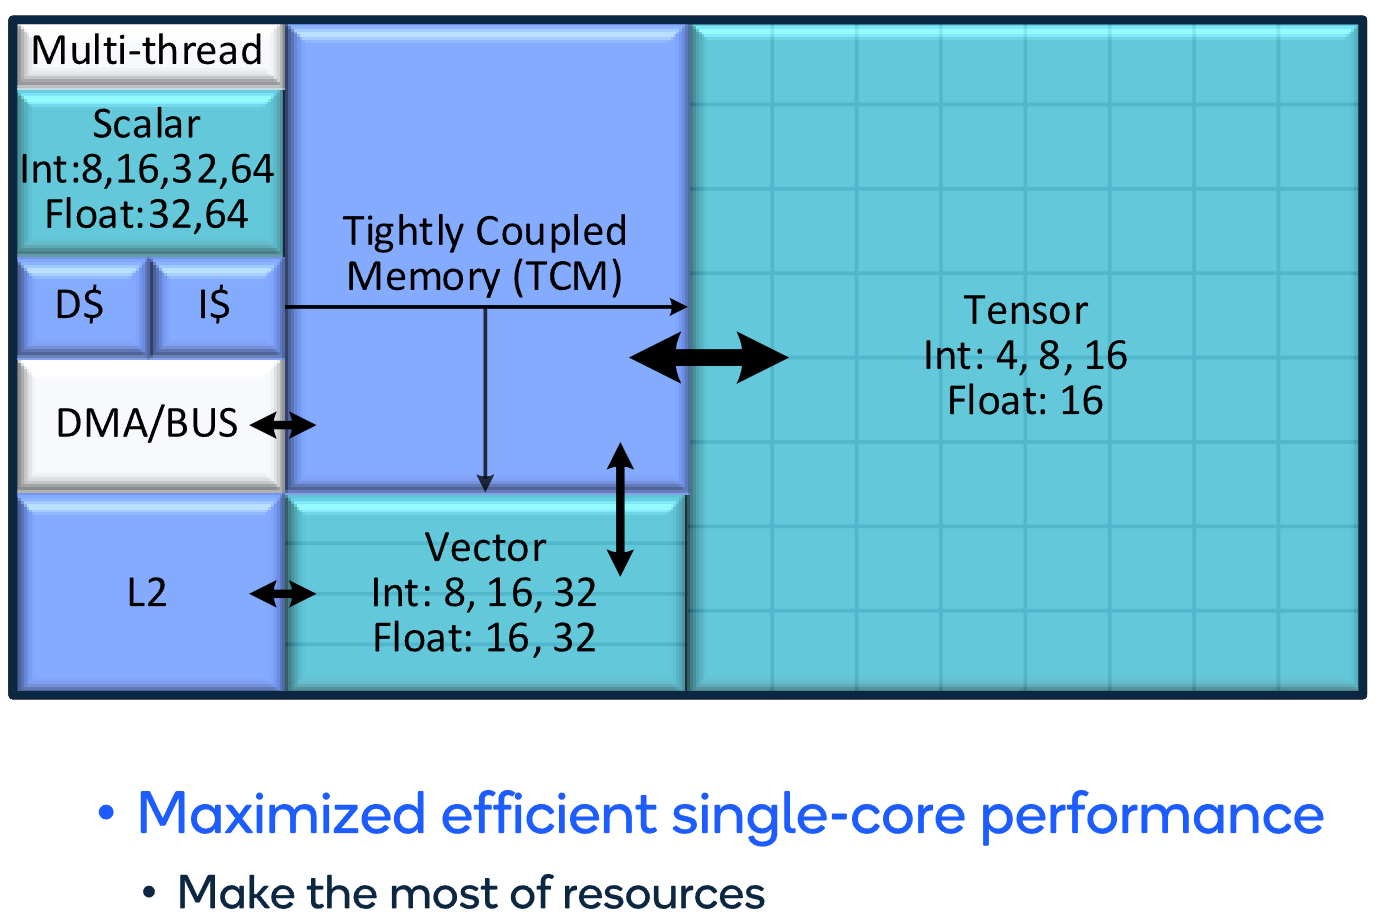 Multi-thread
Scalar
Int:8,16,32,64
Float:32,64
D$
I$
DMA/BUS
L2
Tightly Coupled
Memory (TCM)
Vector
Int: 8, 16, 32
Float: 16, 32
Tensor
Int: 4, 8, 16
Float: 16
• Maximized efficient single-core performance
• Make the most of resources